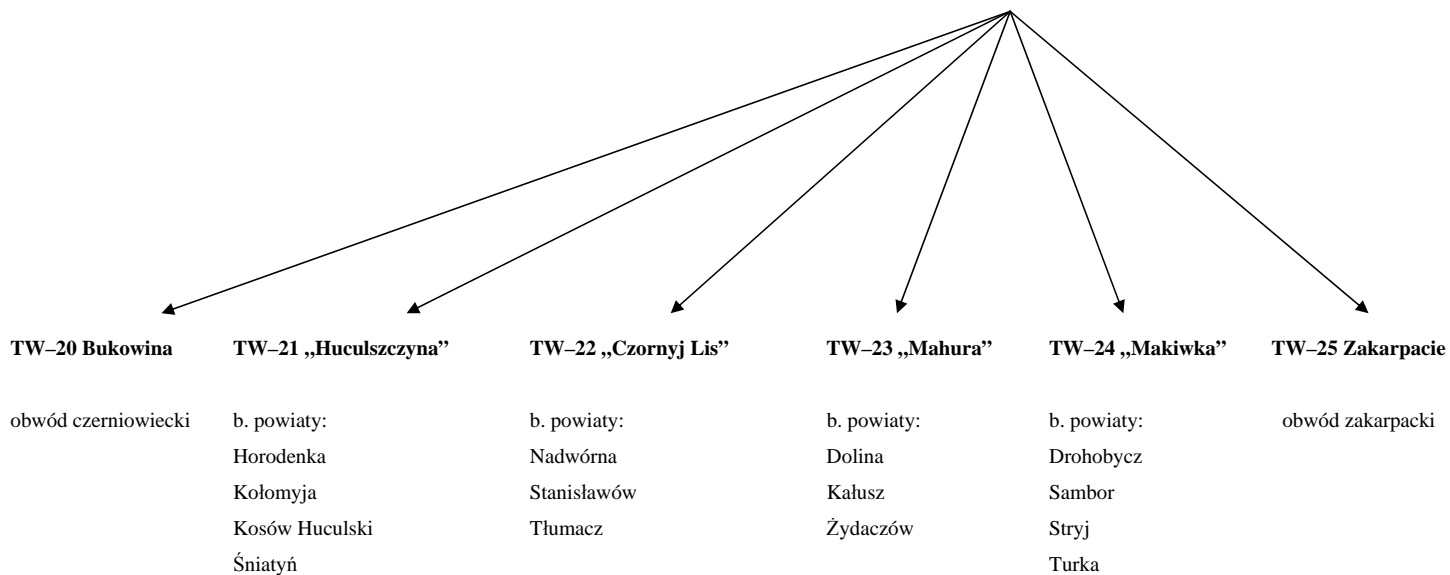 TW–20 Bukowina
obwód czerniowiecki
TW–21 „Huculszczyna”
b. powiaty:
Horodenka
Kołomyja
Kosów Huculski
Śniatyń
TW–22 „Czornyj Lis”
b. powiaty:
Nadwórna
Stanisławów
Tłumacz
TW–23 „Mahura”
b. powiaty:
Dolina
Kałusz
Żydaczów
TW–24 „Makiwka”
b. powiaty:
Drohobycz
Sambor
Stryj
Turka
TW–25 Zakarpacie
obwód zakarpacki